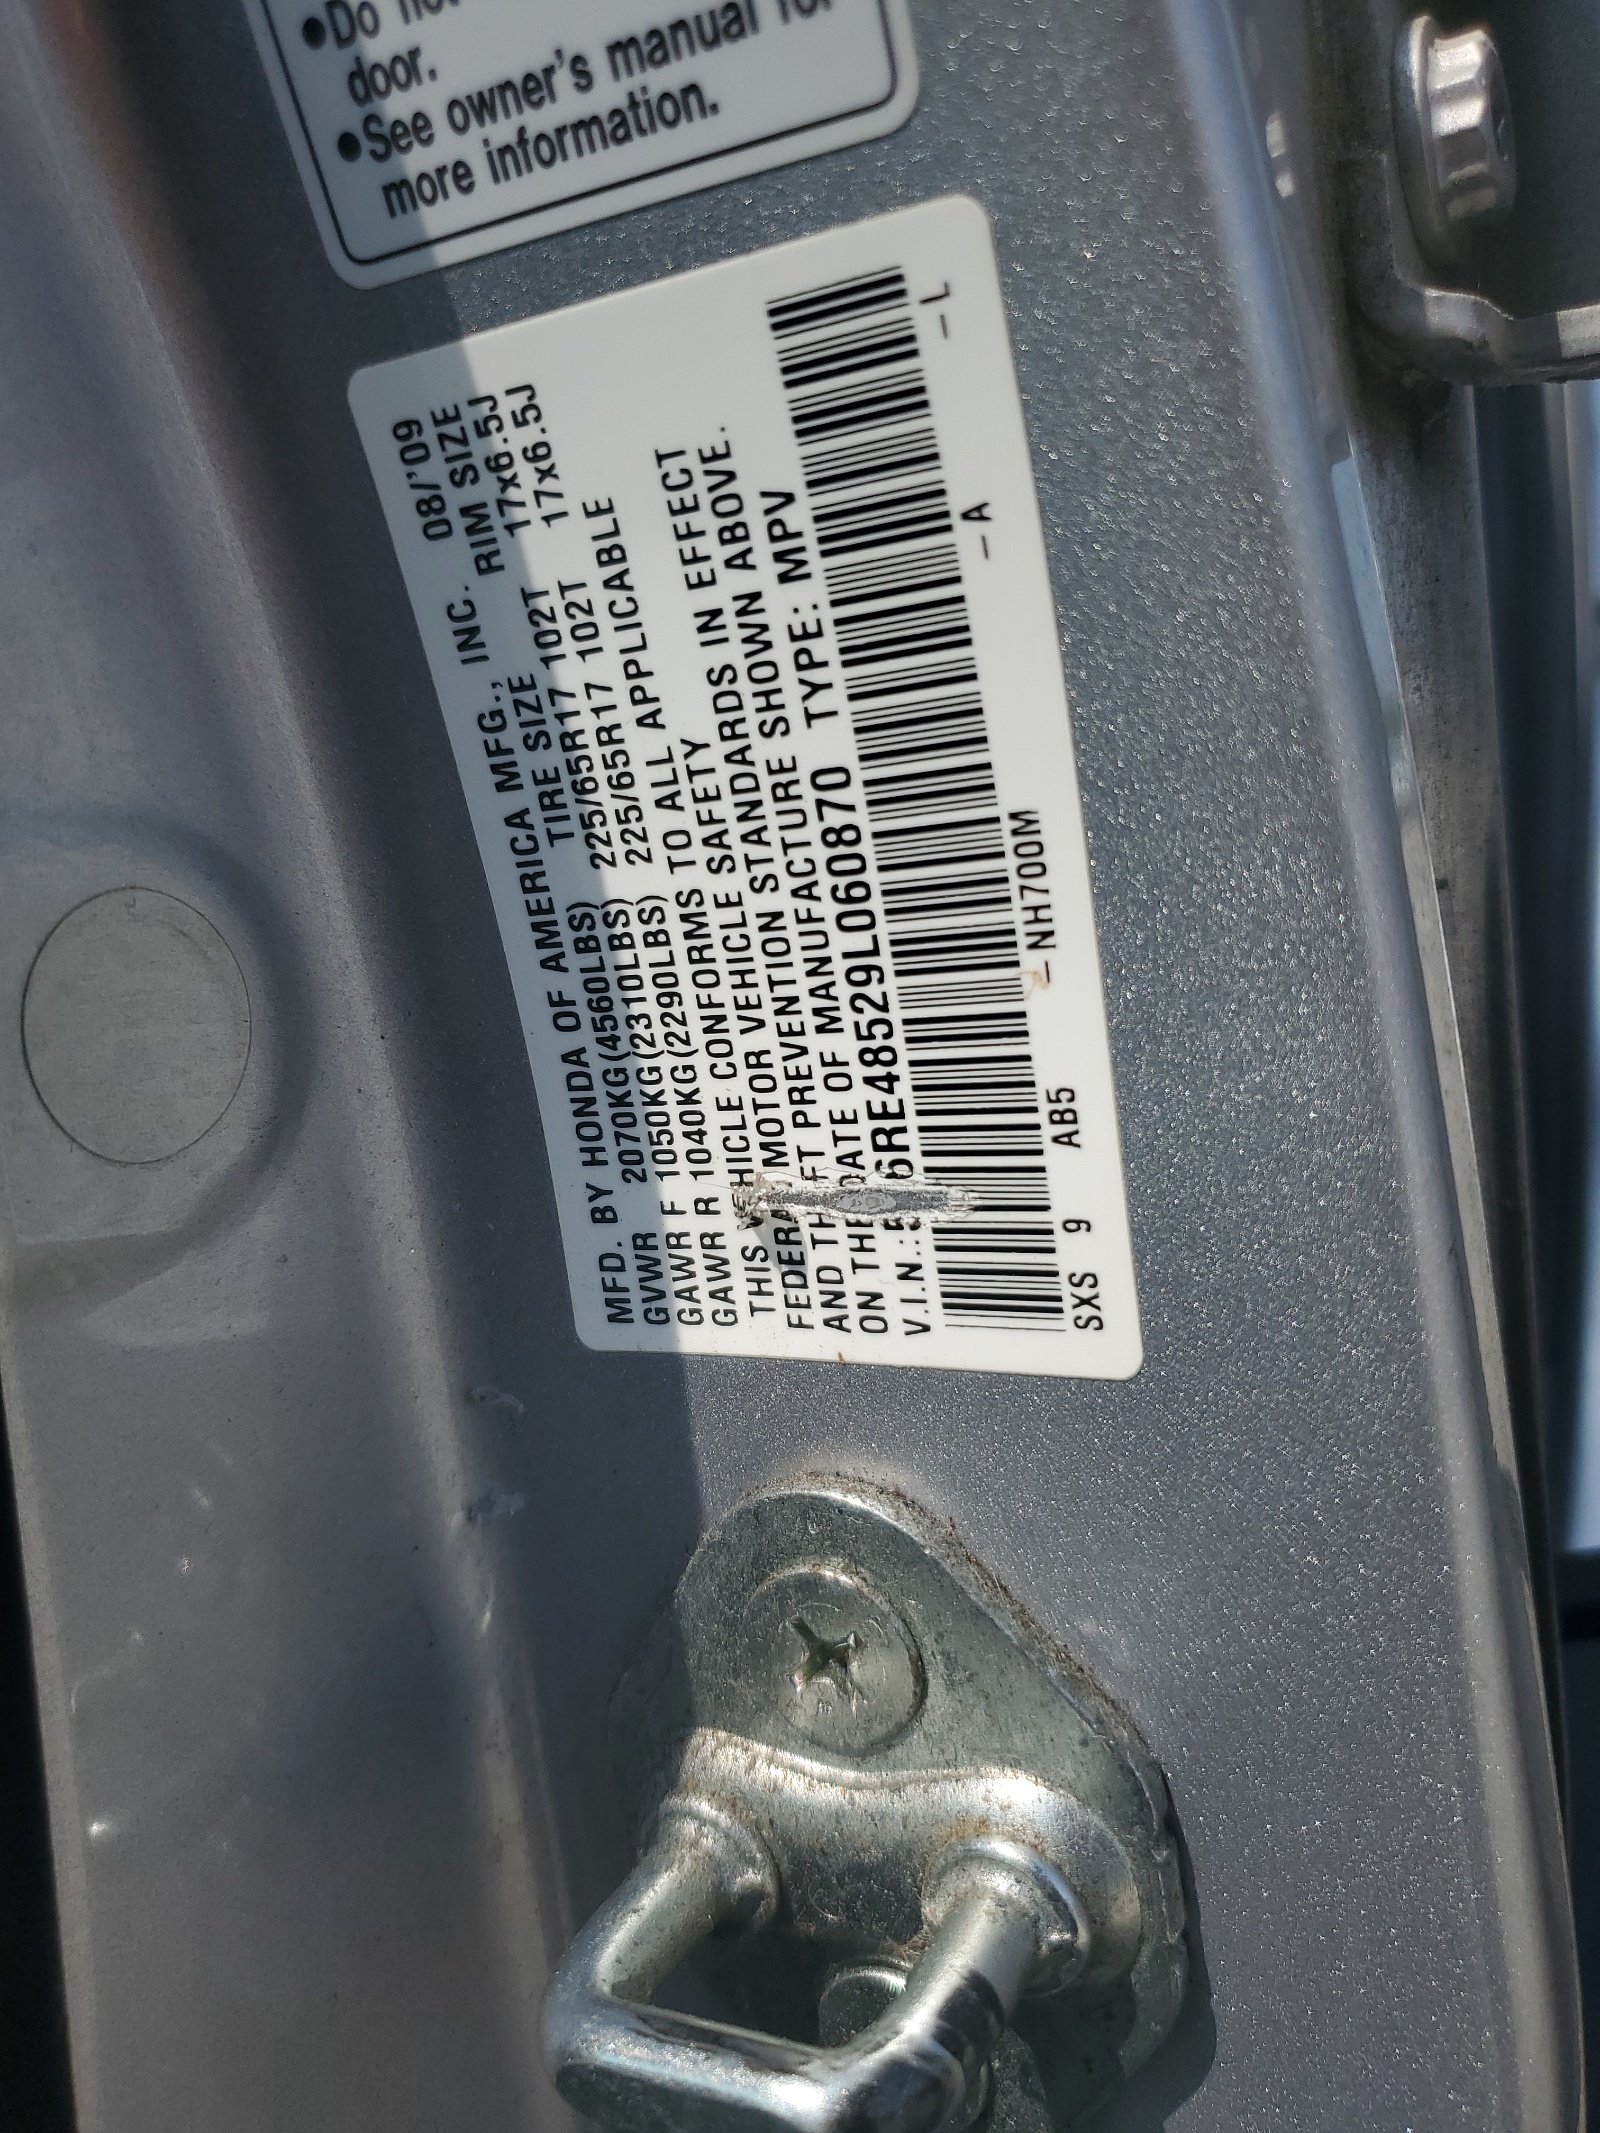 •Do
door.
•See owner's manual for
more information.
MFD. BY HONDA OF AMERICA MFG., INC. 08/'09
TIRE SIZE RIM SIZE
GVWR 2070KG(4560LBS)
GAWR F 1050KG(2310LBS) 225/65R17 102T 17x6.5J
GAWR R 1040KG(2290LBS) 225/65R17 102T 17x6.5J
THIS VEHICLE CONFORMS TO ALL APPLICABLE
FEDERAL MOTOR VEHICLE SAFETY
AND THEFT PREVENTION STANDARDS IN EFFECT
ON THE DATE OF MANUFACTURE SHOWN ABOVE.
V.I.N.: 6RE48529L060870 TYPE: MPV
SXS 9 AB5 – NH700M – A – L